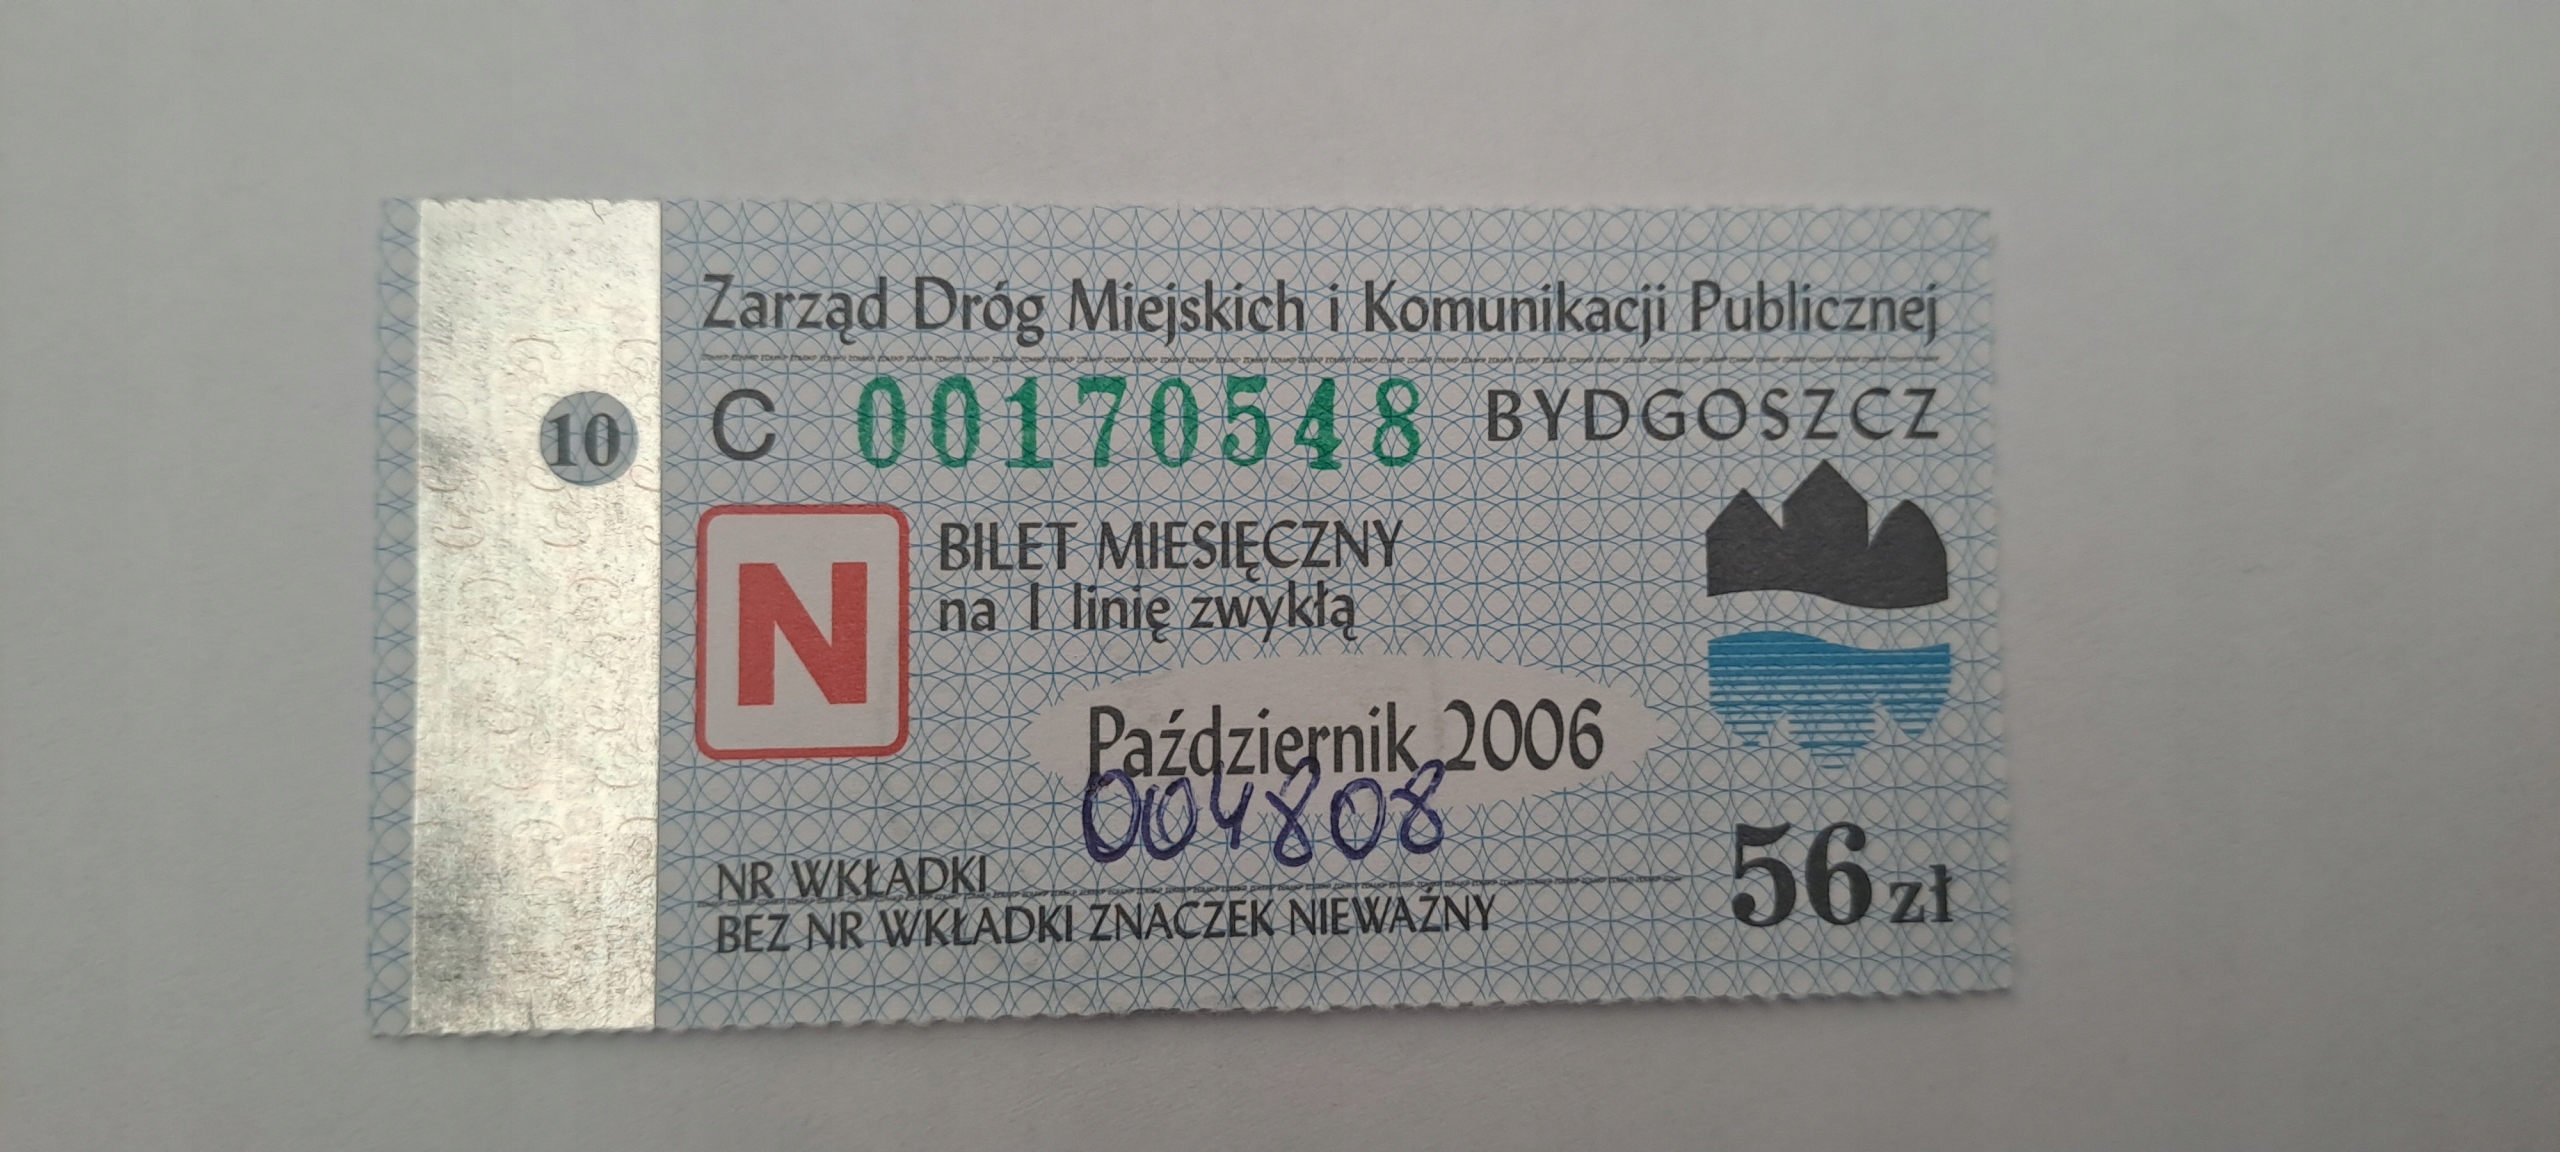 Zarząd Dróg Miejskich i Komunikacji Publicznej
C 00170548 BYDGOSZCZ
10
N
BILET MIESIĘCZNY
na 1 linię zwykłą
Październik 2006
004808
NR WKŁADKI
BEZ NR WKŁADKI ZNACZEK NIEWAŻNY
56 zł